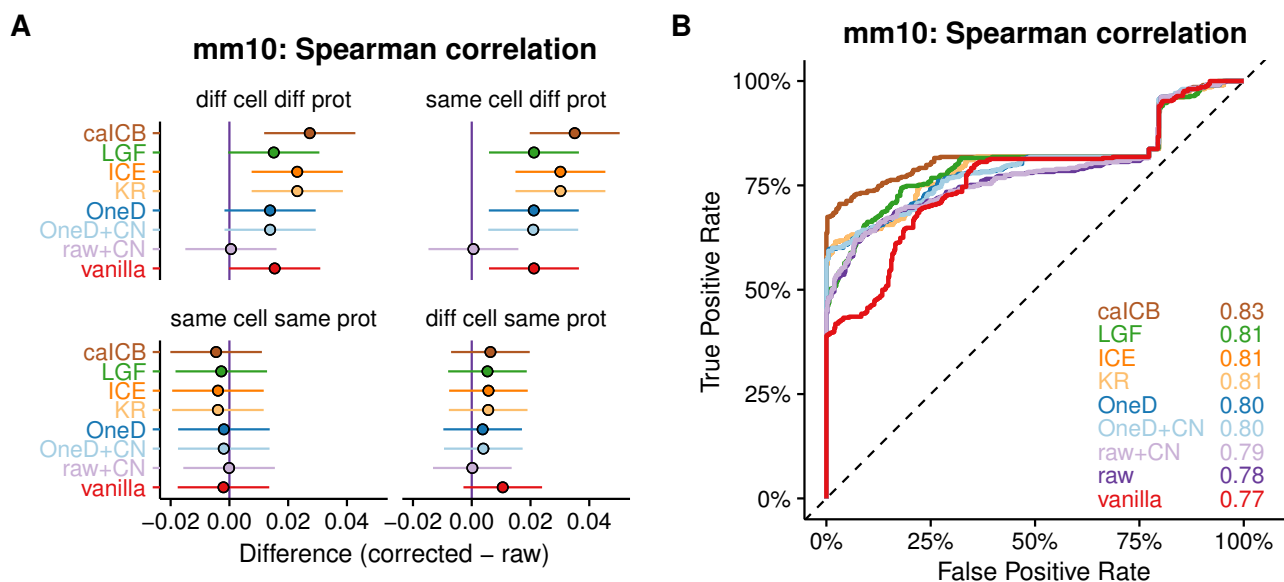 A
mm10: Spearman correlation
diff cell diff prot
same cell diff prot
caICB
LGF
ICE
KR
OneD
OneD+CN
raw+CN
vanilla
same cell same prot
diff cell same prot
caICB
LGF
ICE
KR
OneD
OneD+CN
raw+CN
vanilla
−0.02 0.00 0.02 0.04 −0.02 0.00 0.02 0.04
Difference (corrected − raw)
B
mm10: Spearman correlation
True Positive Rate
100%
75%
50%
25%
0%
caICB 0.83
LGF 0.81
ICE 0.81
KR 0.81
OneD 0.80
OneD+CN 0.80
raw+CN 0.79
raw 0.78
vanilla 0.77
0% 25% 50% 75% 100%
False Positive Rate